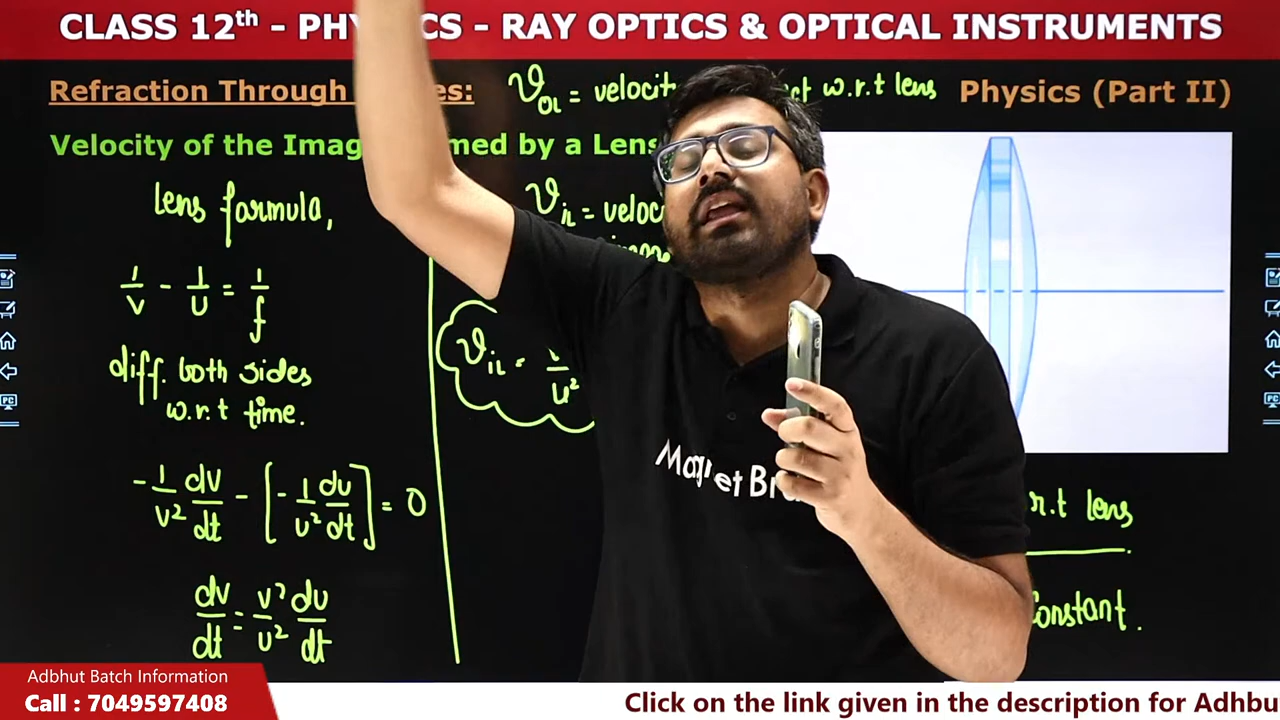 CLASS 12th - PH CS - RAY OPTICS & OPTICAL INSTRUMENTS
Refraction Through es:
V_OL = velocit ct w.r.t lens
Physics (Part II)
Velocity of the Imag med by a Lens
lens formula,
1/v - 1/u = 1/f
diff. both sides
w.r.t time.
-1/v² dv/dt - [-1/u² du/dt] = 0
dv/dt = v²/u² du/dt
V_iL = veloc
V_iL = u²
r.t lens
Constant.
Magnet Br
Adbhut Batch Information
Call : 7049597408
Click on the link given in the description for Adhbu